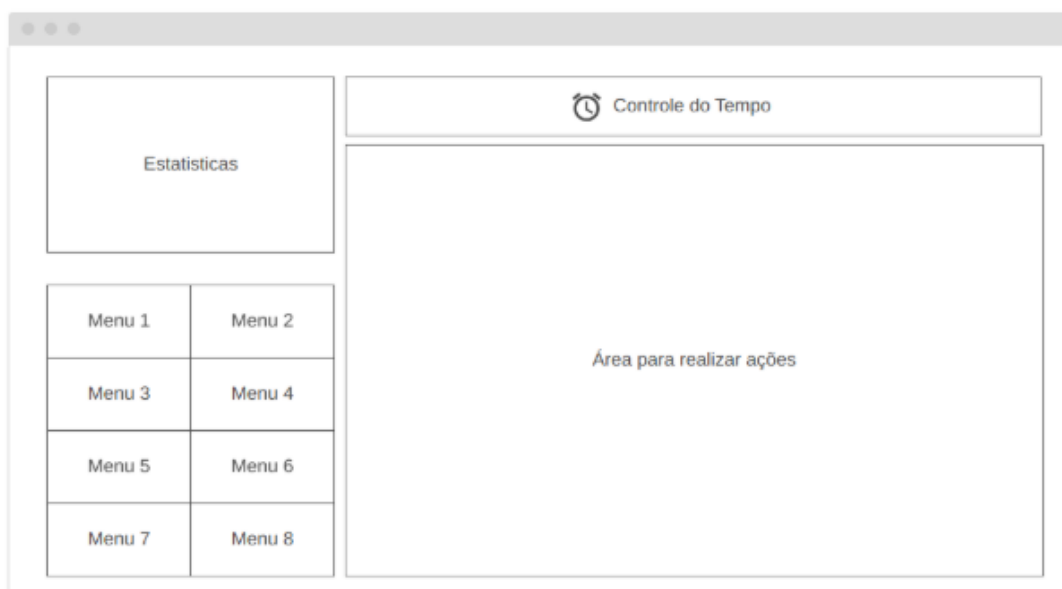 Estatisticas
Controle do Tempo
Menu 1
Menu 2
Menu 3
Menu 4
Menu 5
Menu 6
Menu 7
Menu 8
Área para realizar ações